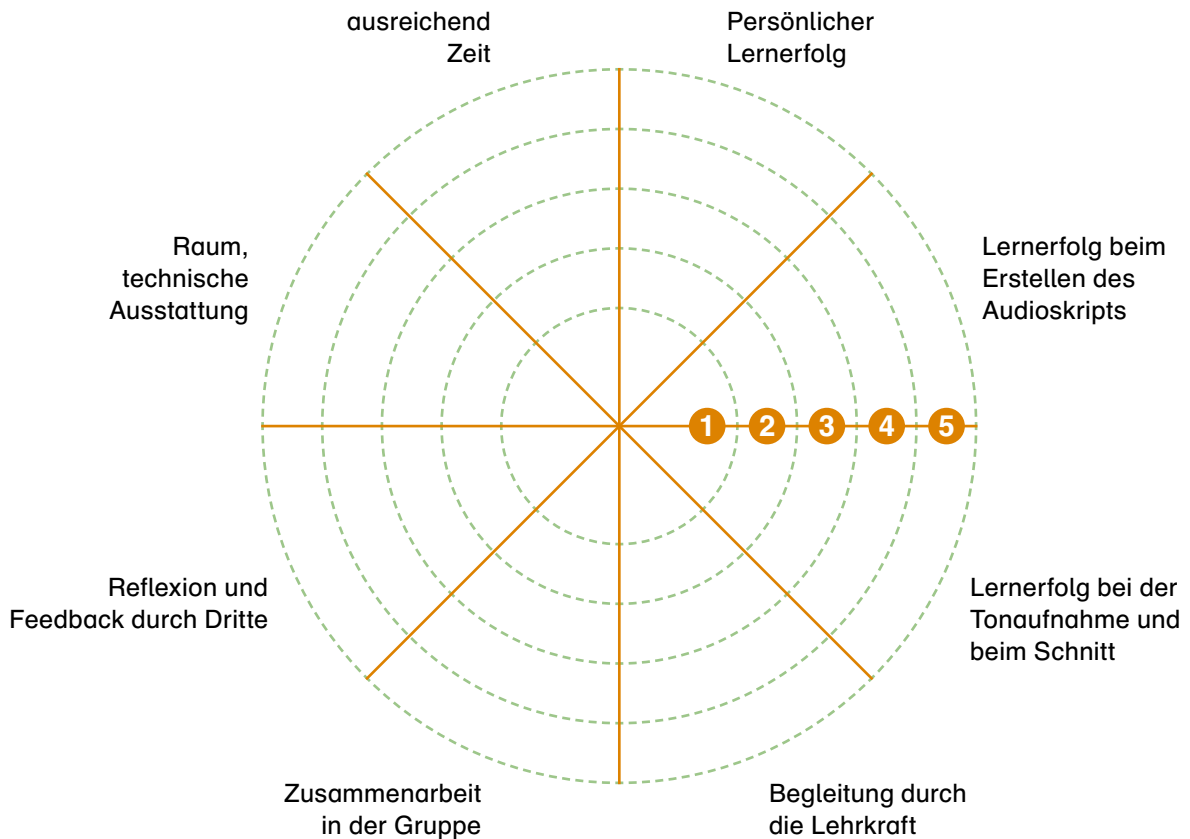 ausreichend
Zeit
Persönlicher
Lernerfolg
Raum,
technische
Ausstattung
Lernerfolg beim
Erstellen des
Audioskripts
1 2 3 4 5
Reflexion und
Feedback durch Dritte
Lernerfolg bei der
Tonaufnahme und
beim Schnitt
Zusammenarbeit
in der Gruppe
Begleitung durch
die Lehrkraft